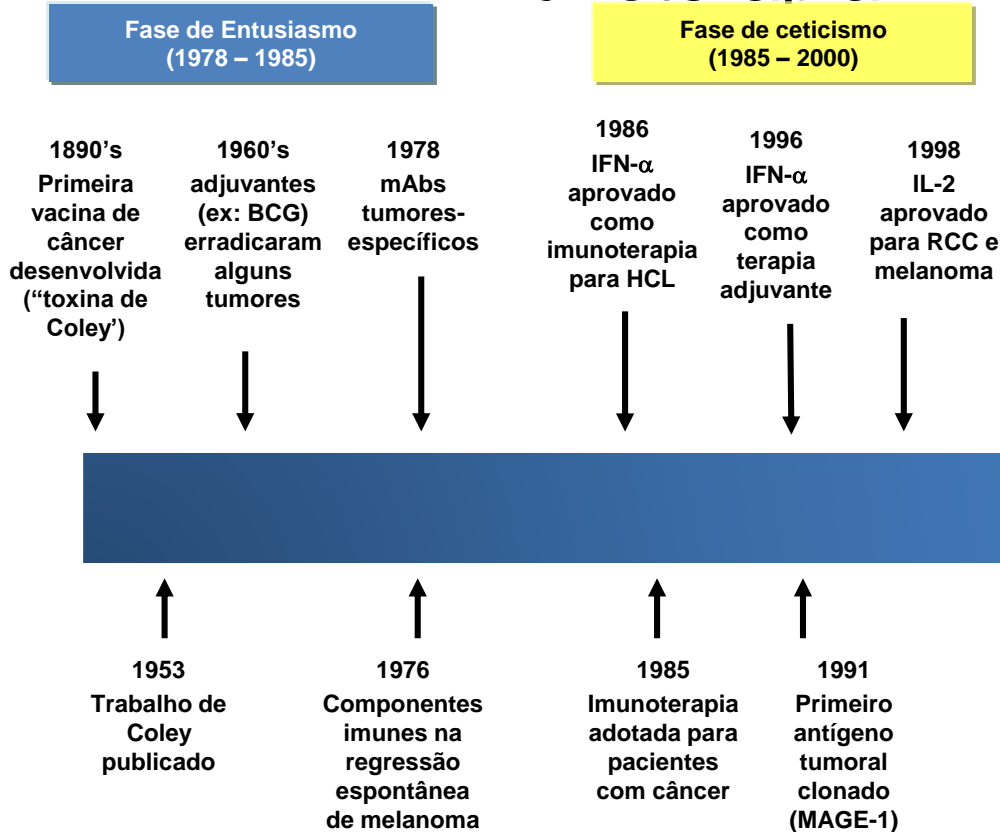 Fase de Entusiasmo
(1978 – 1985)
Fase de ceticismo
(1985 – 2000)
1890’s
Primeira
vacina de
câncer
desenvolvida
(“toxina de
Coley’)
1960’s
adjuvantes
(ex: BCG)
erradicaram
alguns
tumores
1978
mAbs
tumores-
específicos
1986
IFN-α
aprovado
como
imunoterapia
para HCL
1996
IFN-α
aprovado
como
terapia
adjuvante
1998
IL-2
aprovado
para RCC e
melanoma
1953
Trabalho de
Coley
publicado
1976
Componentes
imunes na
regressão
espontânea
de melanoma
1985
Imunoterapia
adotada para
pacientes
com câncer
1991
Primeiro
antígeno
tumoral
clonado
(MAGE-1)